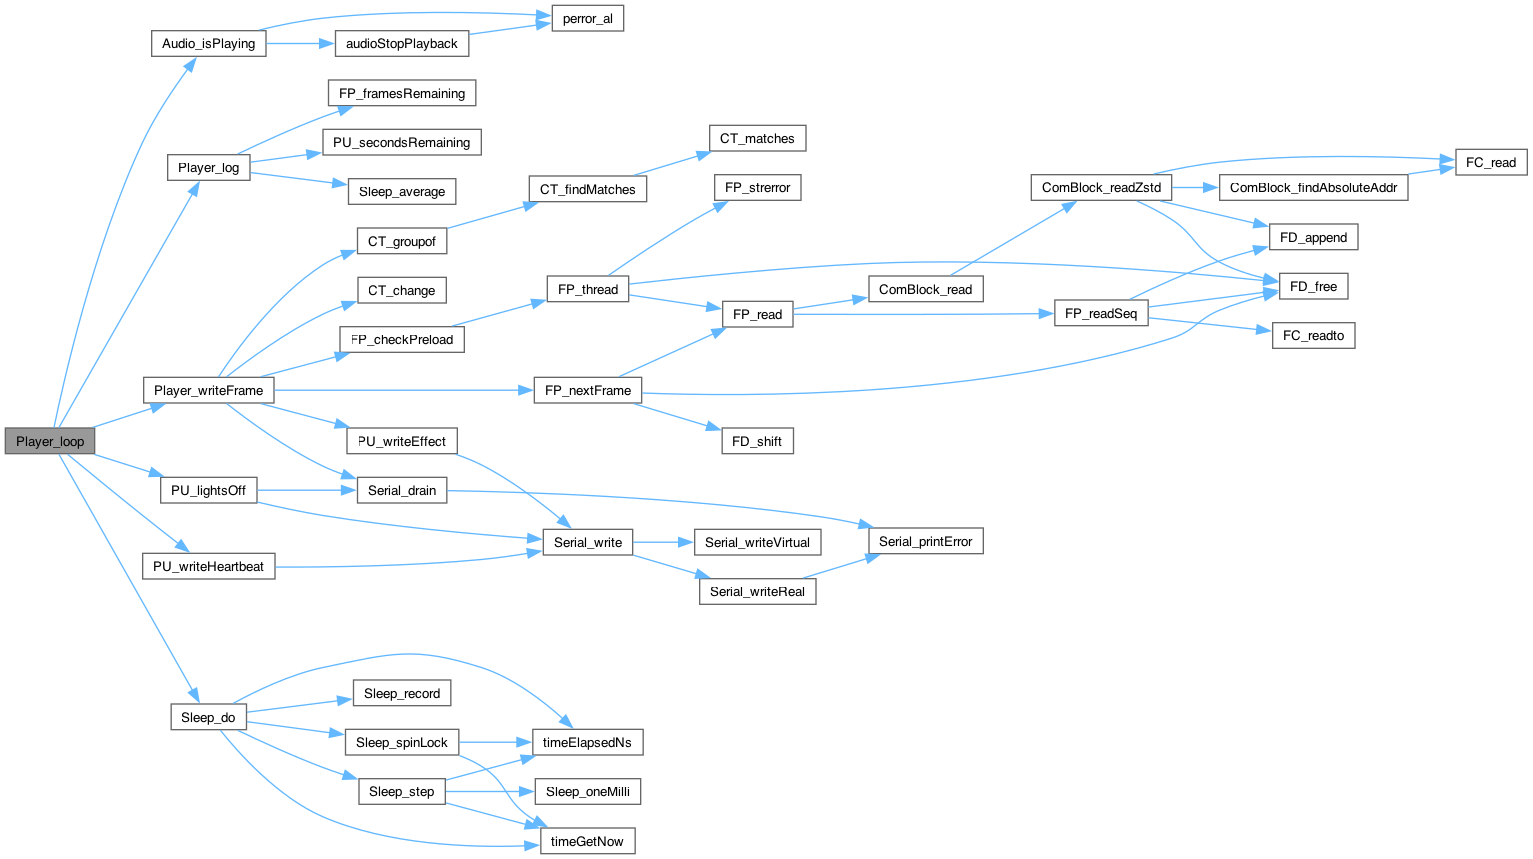 perror_al
Audio_isPlaying
audioStopPlayback
FP_framesRemaining
PU_secondsRemaining
CT_matches
Player_log
FC_read
Sleep_average
CT_findMatches
FP_strerror
ComBlock_readZstd
ComBlock_findAbsoluteAddr
CT_groupof
FD_append
CT_change
FP_thread
ComBlock_read
FD_free
FP_read
FP_readSeq
FP_checkPreload
FC_readto
Player_writeFrame
FP_nextFrame
Player_loop
PU_writeEffect
FD_shift
PU_lightsOff
Serial_drain
Serial_write
Serial_writeVirtual
Serial_printError
PU_writeHeartbeat
Serial_writeReal
Sleep_record
Sleep_do
Sleep_spinLock
timeElapsedNs
Sleep_step
Sleep_oneMilli
timeGetNow